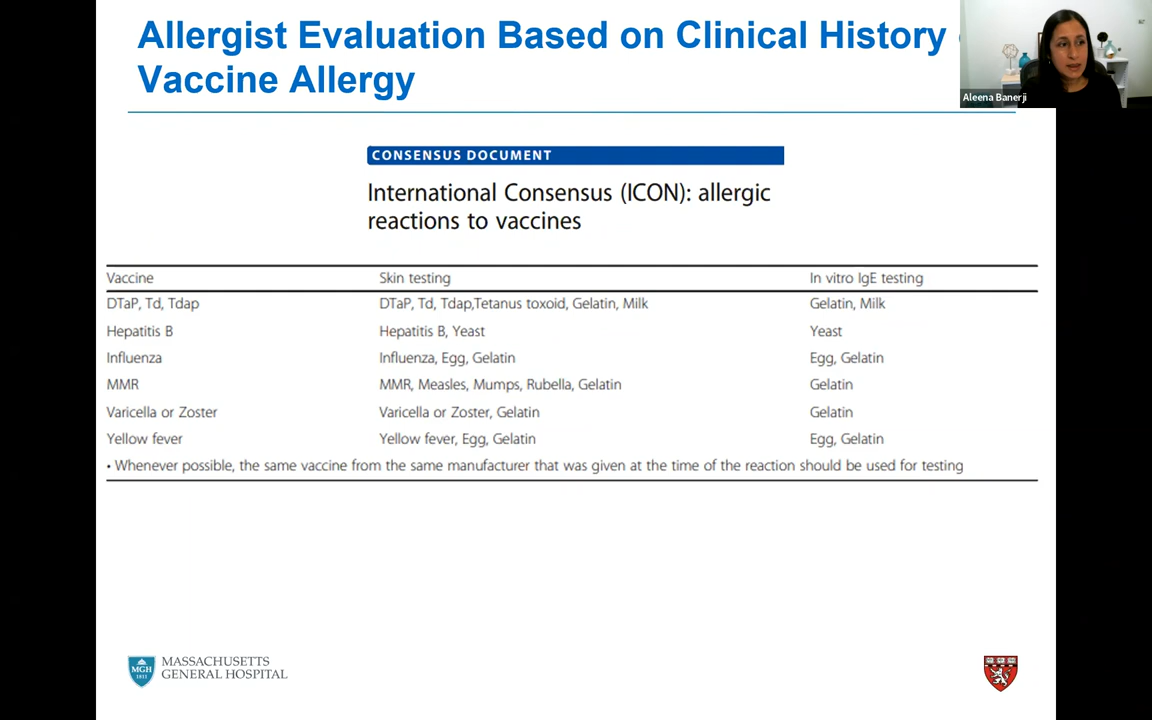 Allergist Evaluation Based on Clinical History
Vaccine Allergy
Aleena Banerji
CONSENSUS DOCUMENT
International Consensus (ICON): allergic
reactions to vaccines
Vaccine Skin testing In vitro IgE testing
DTaP, Td, Tdap DTaP, Td, Tdap,Tetanus toxoid, Gelatin, Milk Gelatin, Milk
Hepatitis B Hepatitis B, Yeast Yeast
Influenza Influenza, Egg, Gelatin Egg, Gelatin
MMR MMR, Measles, Mumps, Rubella, Gelatin Gelatin
Varicella or Zoster Varicella or Zoster, Gelatin Gelatin
Yellow fever Yellow fever, Egg, Gelatin Egg, Gelatin
• Whenever possible, the same vaccine from the same manufacturer that was given at the time of the reaction should be used for testing
MGH
1811
MASSACHUSETTS
GENERAL HOSPITAL